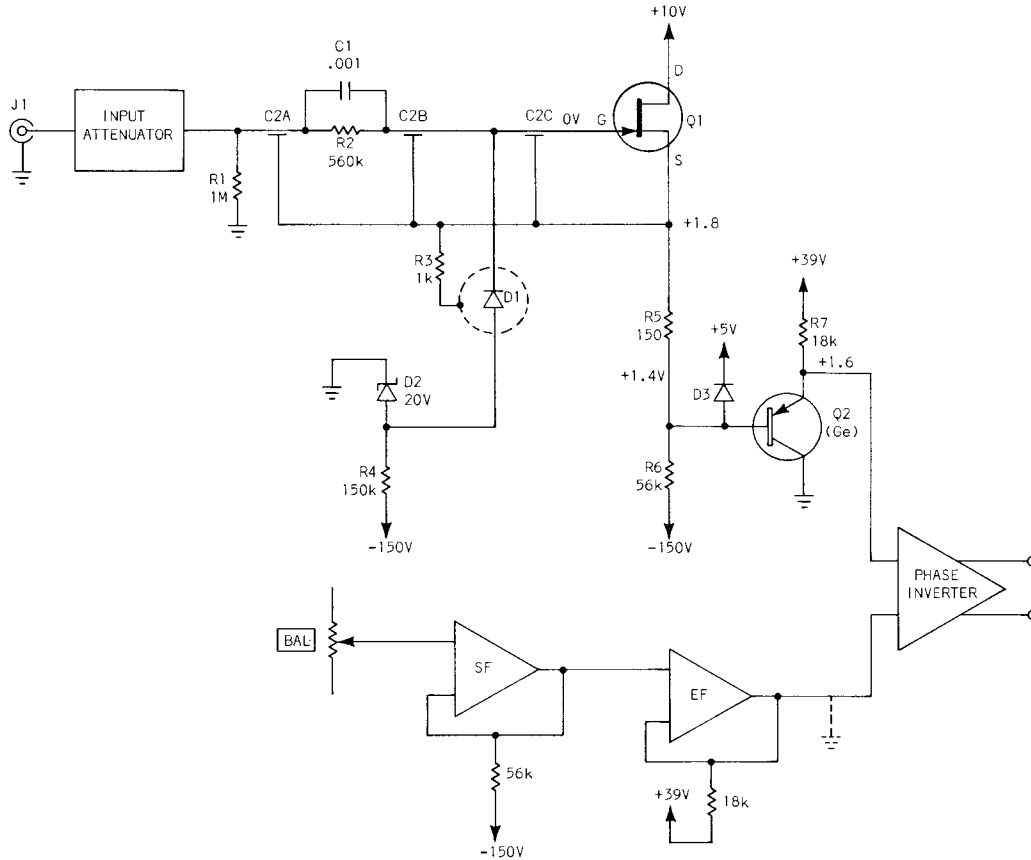 +10V
C1
.001
D
J1
INPUT
ATTENUATOR
C2A
C2B
C2C
0V
G
Q1
R2
560k
S
R1
1M
+1.8
R3
1k
D1
+39V
R5
150
+5V
R7
18k
+1.4V
+1.6
D2
20V
D3
Q2
(Ge)
R4
150k
R6
56k
-150V
-150V
PHASE
INVERTER
BAL
SF
EF
56k
+39V
18k
-150V